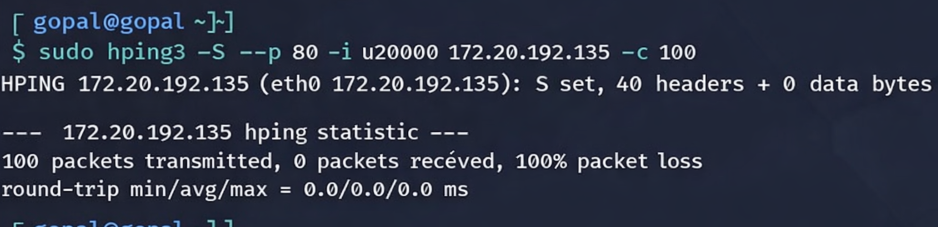 [ gopal@gopal ~]~]
$ sudo hping3 –S ––p 80 –i u20000 172.20.192.135 –c 100
HPING 172.20.192.135 (eth0 172.20.192.135): S set, 40 headers + 0 data bytes
––– 172.20.192.135 hping statistic –––
100 packets transmitted, 0 packets recéved, 100% packet loss
round-trip min/avg/max = 0.0/0.0/0.0 ms